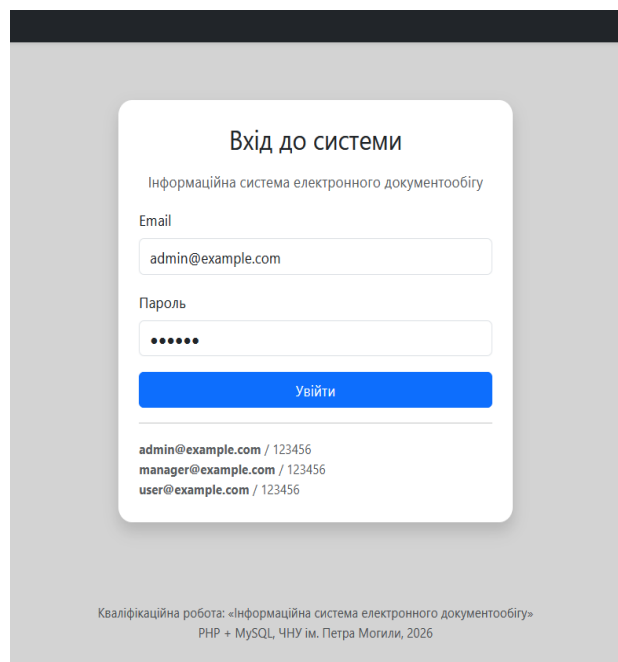 Вхід до системи
Інформаційна система електронного документообігу
Email
admin@example.com
Пароль
●●●●●●
Увійти
admin@example.com / 123456
manager@example.com / 123456
user@example.com / 123456
Кваліфікаційна робота: «Інформаційна система електронного документообігу»
PHP + MySQL, ЧНУ ім. Петра Могили, 2026